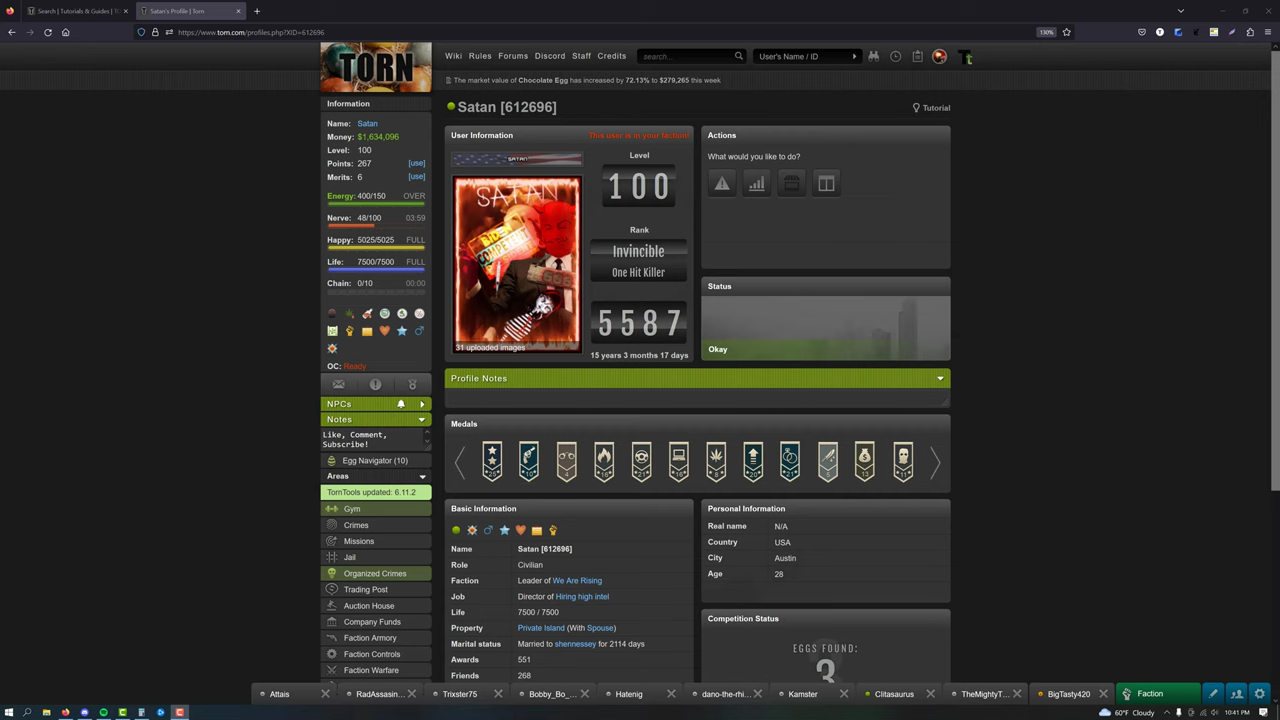 Search | Tutorials & Guides | TO
Satan's Profile | Torn
https://www.torn.com/profiles.php?XID=612696
130%
TORN
Wiki Rules Forums Discord Staff Credits
search...
User's Name / ID
The market value of Chocolate Egg has increased by 72.13% to $279,265 this week
Information
Name: Satan
Money: $1,634,096
Level: 100
Points: 267 [use]
Merits: 6 [use]
Energy: 400/150 OVER
Nerve: 48/100 03:59
Happy: 5025/5025 FULL
Life: 7500/7500 FULL
Chain: 0/10 00:00
OC: Ready
NPCs
Notes
Like, Comment,
Subscribe!
Egg Navigator (10)
Areas
TornTools updated: 6.11.2
Gym
Crimes
Missions
Jail
Organized Crimes
Trading Post
Auction House
Company Funds
Faction Armory
Faction Controls
Faction Warfare
Satan [612696]
Tutorial
User Information
This user is in your faction!
SATAN
SATAN
COMPETENT
31 uploaded images
Level
100
Rank
Invincible
One Hit Killer
5587
15 years 3 months 17 days
Actions
What would you like to do?
Status
Okay
Profile Notes
Medals
Basic Information
Name Satan [612696]
Role Civilian
Faction Leader of We Are Rising
Job Director of Hiring high intel
Life 7500 / 7500
Property Private Island (With Spouse)
Marital status Married to shennessey for 2114 days
Awards 551
Friends 268
Personal Information
Real name N/A
Country USA
City Austin
Age 28
Competition Status
EGGS FOUND:
3
Attais
RadAssasin...
Trixster75
Bobby_Bo_...
Hatenig
dano-the-rhi...
Kamster
Clitasaurus
TheMightyT...
BigTasty420
Faction
60°F Cloudy
10:41 PM